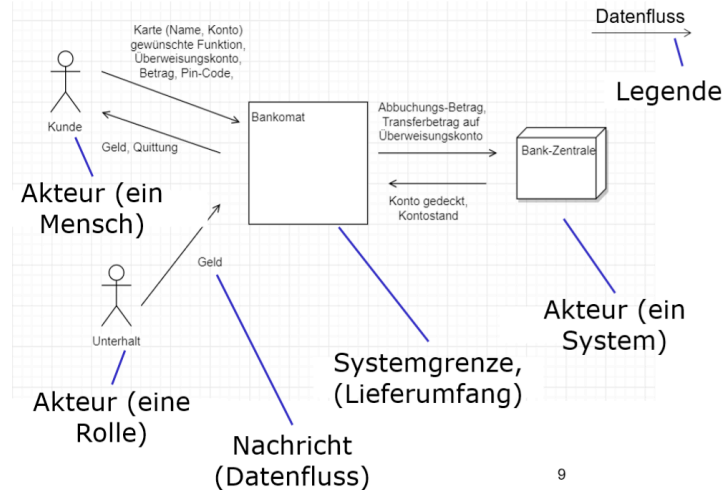 Karte (Name, Konto)
gewünschte Funktion,
Überweisungskonto,
Betrag, Pin-Code,
Datenfluss
Legende
Kunde
Bankomat
Abbuchungs-Betrag,
Transferbetrag auf
Überweisungskonto
Bank-Zentrale
Geld, Quittung
Konto gedeckt,
Kontostand
Akteur (ein
Mensch)
Geld
Unterhalt
Akteur (ein
System)
Systemgrenze,
(Lieferumfang)
Akteur (eine
Rolle)
Nachricht
(Datenfluss)
9